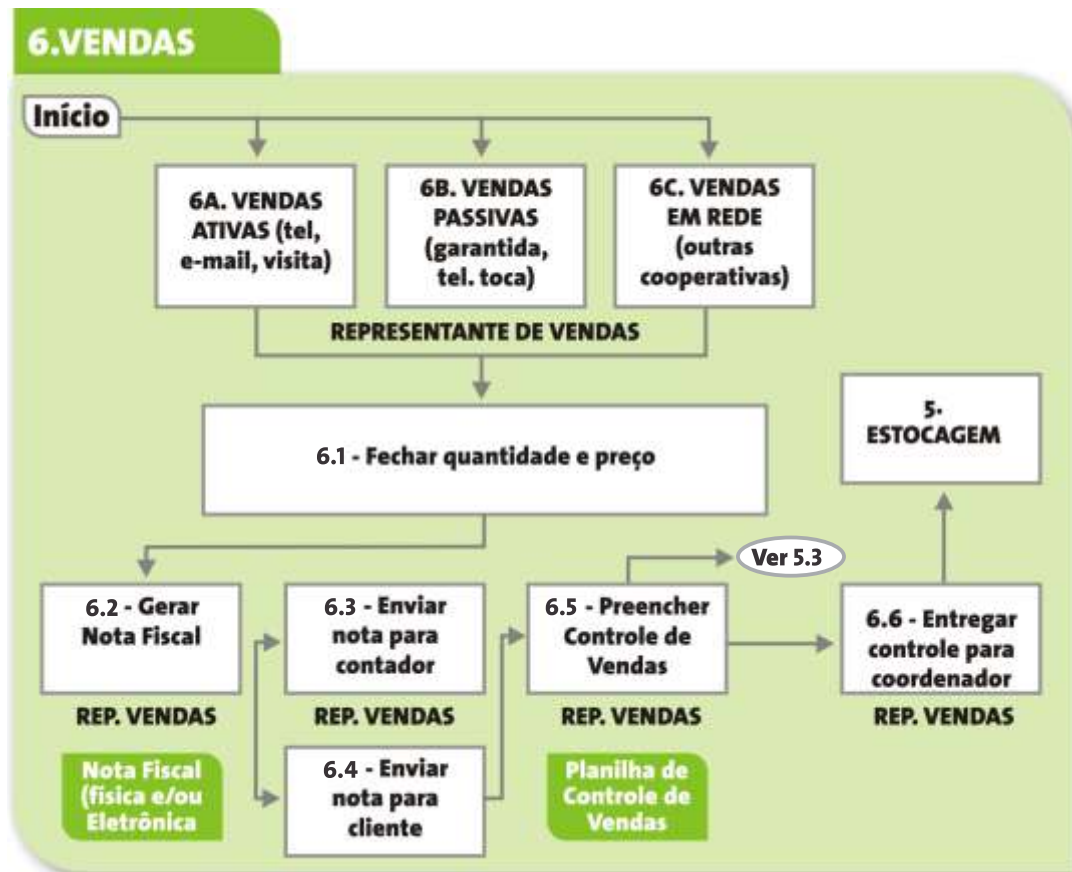 6.VENDAS
Início
6A. VENDAS
ATIVAS (tel,
e-mail, visita)
6B. VENDAS
PASSIVAS
(garantida,
tel. toca)
6C. VENDAS
EM REDE
(outras
cooperativas)
REPRESENTANTE DE VENDAS
6.1 - Fechar quantidade e preço
5.
ESTOCAGEM
Ver 5.3
6.2 - Gerar
Nota Fiscal
REP. VENDAS
Nota Fiscal
(física e/ou
Eletrônica
6.3 - Enviar
nota para
contador
REP. VENDAS
6.4 - Enviar
nota para
cliente
6.5 - Preencher
Controle de
Vendas
REP. VENDAS
Planilha de
Controle de
Vendas
6.6 - Entregar
controle para
coordenador
REP. VENDAS